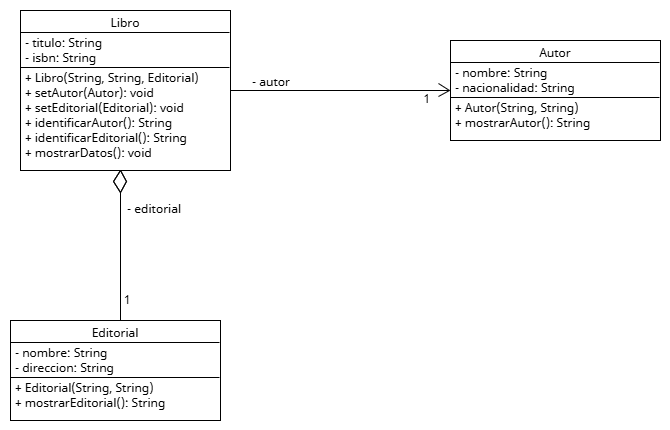 Libro
- titulo: String
- isbn: String
+ Libro(String, String, Editorial)
+ setAutor(Autor): void
+ setEditorial(Editorial): void
+ identificarAutor(): String
+ identificarEditorial(): String
+ mostrarDatos(): void
- autor
1
Autor
- nombre: String
- nacionalidad: String
+ Autor(String, String)
+ mostrarAutor(): String
- editorial
1
Editorial
- nombre: String
- direccion: String
+ Editorial(String, String)
+ mostrarEditorial(): String